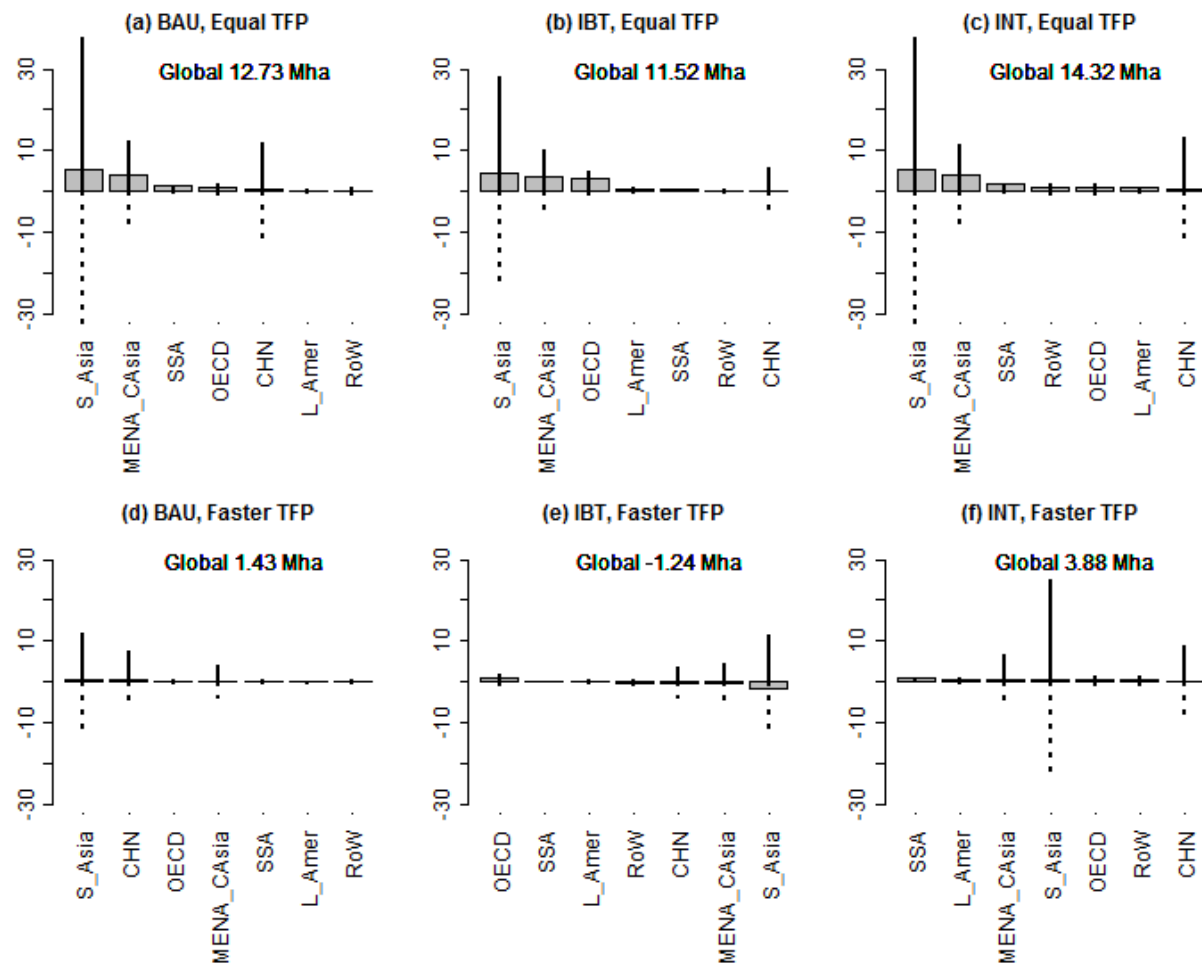 (a) BAU, Equal TFP
Global 12.73 Mha
30
10
-10
-30
S_Asia
MENA_CAsia
SSA
OECD
CHN
L_Amer
RoW
(b) IBT, Equal TFP
Global 11.52 Mha
30
10
-10
-30
S_Asia
MENA_CAsia
OECD
L_Amer
SSA
RoW
CHN
(c) INT, Equal TFP
Global 14.32 Mha
30
10
-10
-30
S_Asia
MENA_CAsia
SSA
RoW
OECD
L_Amer
CHN
(d) BAU, Faster TFP
Global 1.43 Mha
30
10
-10
-30
S_Asia
CHN
OECD
MENA_CAsia
SSA
L_Amer
RoW
(e) IBT, Faster TFP
Global -1.24 Mha
30
10
-10
-30
OECD
SSA
L_Amer
RoW
CHN
MENA_CAsia
S_Asia
(f) INT, Faster TFP
Global 3.88 Mha
30
10
-10
-30
SSA
L_Amer
MENA_CAsia
S_Asia
OECD
RoW
CHN